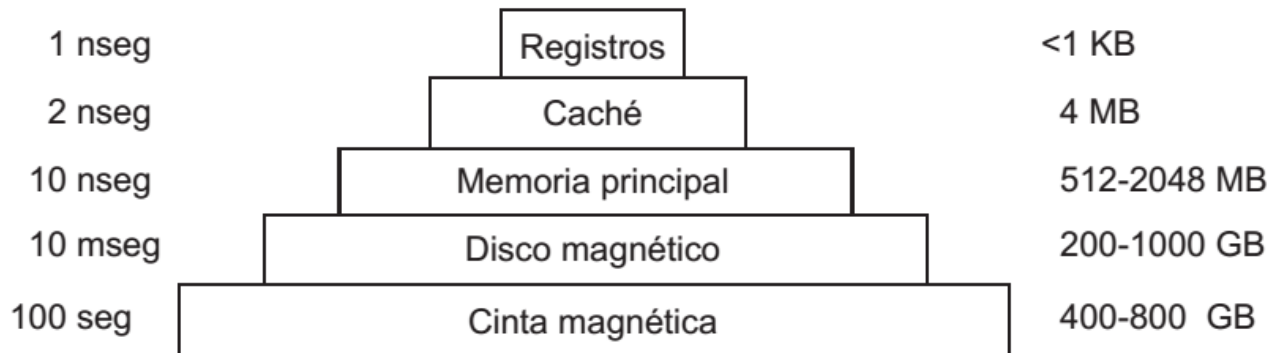 1 nseg Registros <1 KB
2 nseg Caché 4 MB
10 nseg Memoria principal 512-2048 MB
10 mseg Disco magnético 200-1000 GB
100 seg Cinta magnética 400-800 GB